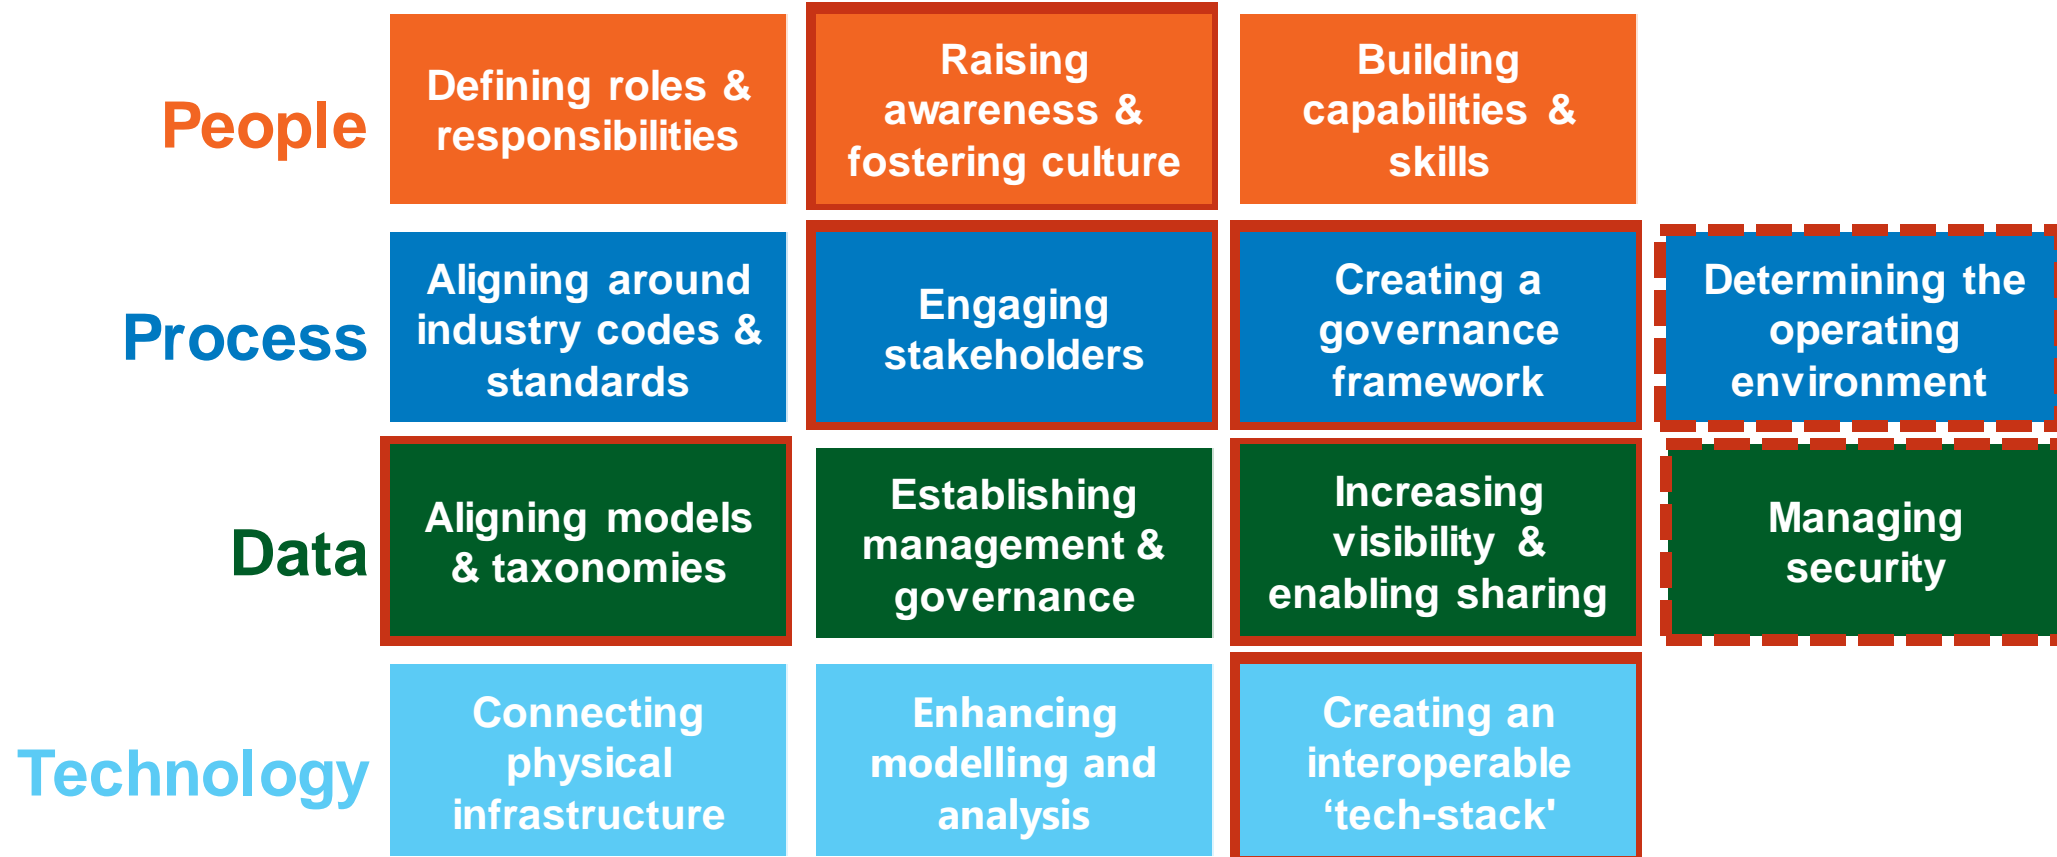 People
Defining roles &
responsibilities
Raising
awareness &
fostering culture
Building
capabilities &
skills
Process
Aligning around
industry codes &
standards
Engaging
stakeholders
Creating a
governance
framework
Determining the
operating
environment
Data
Aligning models
& taxonomies
Establishing
management &
governance
Increasing
visibility &
enabling sharing
Managing
security
Technology
Connecting
physical
infrastructure
Enhancing
modelling and
analysis
Creating an
interoperable
‘tech-stack'